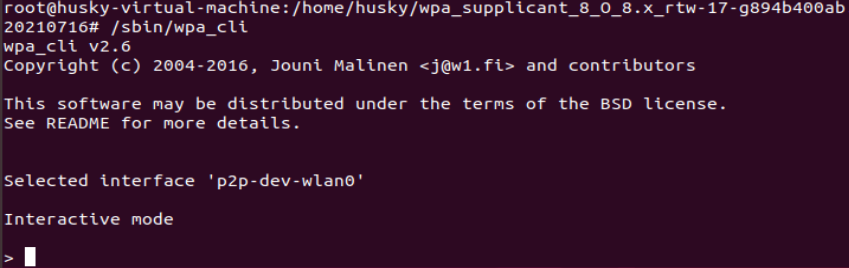 root@husky-virtual-machine:/home/husky/wpa_supplicant_8_O_8.x_rtw-17-g894b400ab
20210716# /sbin/wpa_cli
wpa_cli v2.6
Copyright (c) 2004-2016, Jouni Malinen <j@w1.fi> and contributors
This software may be distributed under the terms of the BSD license.
See README for more details.
Selected interface 'p2p-dev-wlan0'
Interactive mode
>